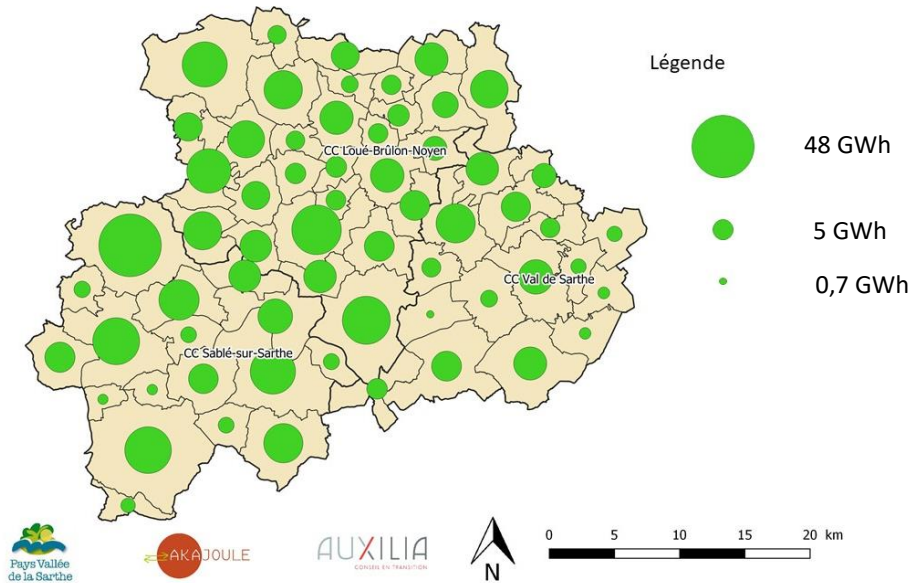 Légende
48 GWh
5 GWh
0,7 GWh
CC Loué-Brûlon-Noyen
CC Val de Sarthe
CC Sablé-sur-Sarthe
Pays Vallée
de la Sarthe
AKAJOULE
AUXILIA
CONSEIL EN TRANSITION
N
0 5 10 15 20 km